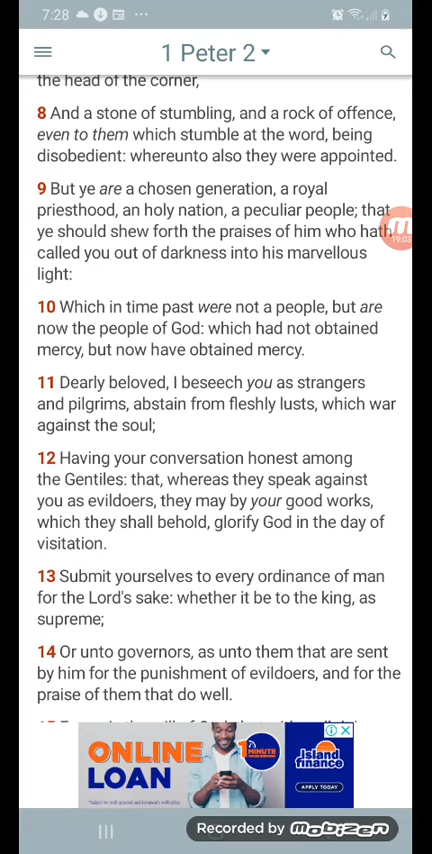 7:28
1 Peter 2
the head of the corner,
8 And a stone of stumbling, and a rock of offence,
even to them which stumble at the word, being
disobedient: whereunto also they were appointed.
9 But ye are a chosen generation, a royal
priesthood, an holy nation, a peculiar people; that
ye should shew forth the praises of him who hath
19:03
called you out of darkness into his marvellous
light:
10 Which in time past were not a people, but are
now the people of God: which had not obtained
mercy, but now have obtained mercy.
11 Dearly beloved, I beseech you as strangers
and pilgrims, abstain from fleshly lusts, which war
against the soul;
12 Having your conversation honest among
the Gentiles: that, whereas they speak against
you as evildoers, they may by your good works,
which they shall behold, glorify God in the day of
visitation.
13 Submit yourselves to every ordinance of man
for the Lord's sake: whether it be to the king, as
supreme;
14 Or unto governors, as unto them that are sent
by him for the punishment of evildoers, and for the
praise of them that do well.
ONLINE
LOAN
1 MINUTE
Island
finance
APPLY TODAY
Recorded by mobizen